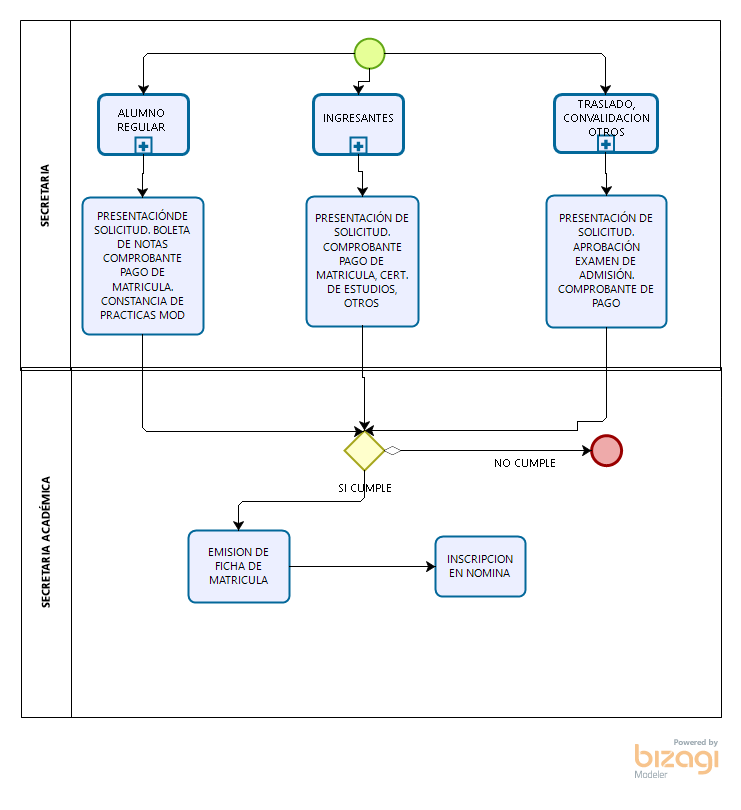 SECRETARIA
ALUMNO
REGULAR
INGRESANTES
TRASLADO,
CONVALIDACION
OTROS
PRESENTACIÓNDE
SOLICITUD. BOLETA
DE NOTAS
COMPROBANTE
PAGO DE
MATRICULA.
CONSTANCIA DE
PRACTICAS MOD
PRESENTACIÓN DE
SOLICITUD.
COMPROBANTE
PAGO DE
MATRICULA, CERT.
DE ESTUDIOS,
OTROS
PRESENTACIÓN DE
SOLICITUD.
APROBACIÓN
EXAMEN DE
ADMISIÓN.
COMPROBANTE DE
PAGO
SECRETARIA ACADÉMICA
NO CUMPLE
SI CUMPLE
EMISION DE
FICHA DE
MATRICULA
INSCRIPCION
EN NOMINA
Powered by
bizagi
Modeler